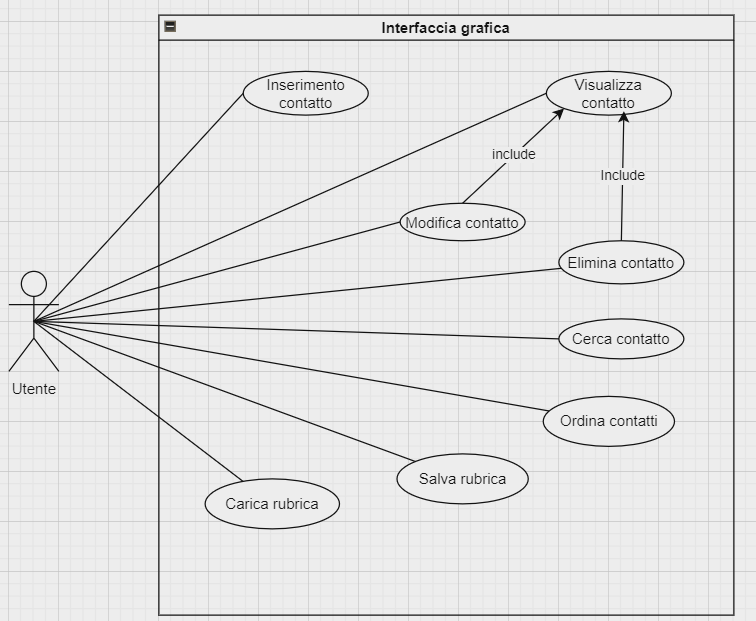 Interfaccia grafica
Inserimento
contatto
Visualizza
contatto
include
Include
Modifica contatto
Elimina contatto
Cerca contatto
Utente
Ordina contatti
Salva rubrica
Carica rubrica